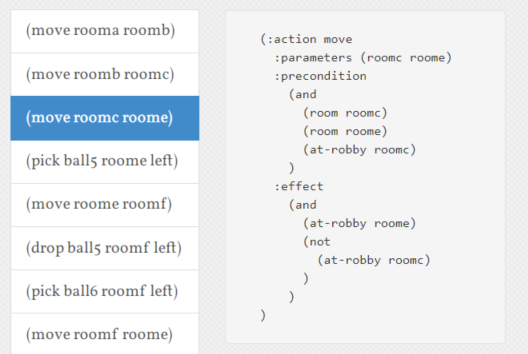 (move rooma roomb)
(move roomb roomc)
(move roomc roome)
(pick ball5 roome left)
(move roome roomf)
(drop ball5 roomf left)
(pick ball6 roomf left)
(move roomf roome)
(:action move
:parameters (roomc roome)
:precondition
(and
(room roomc)
(room roome)
(at-robby roomc)
)
:effect
(and
(at-robby roome)
(not
(at-robby roomc)
)
)
)